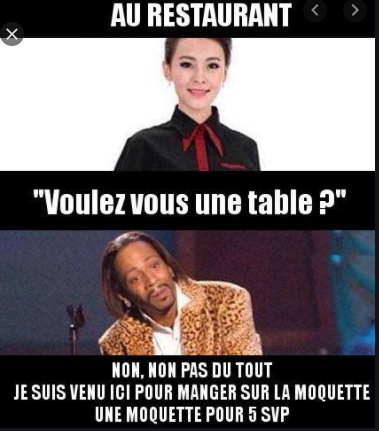 AU RESTAURANT
"Voulez vous une table ?"
NON, NON PAS DU TOUT
JE SUIS VENU ICI POUR MANGER SUR LA MOQUETTE
UNE MOQUETTE POUR 5 SVP